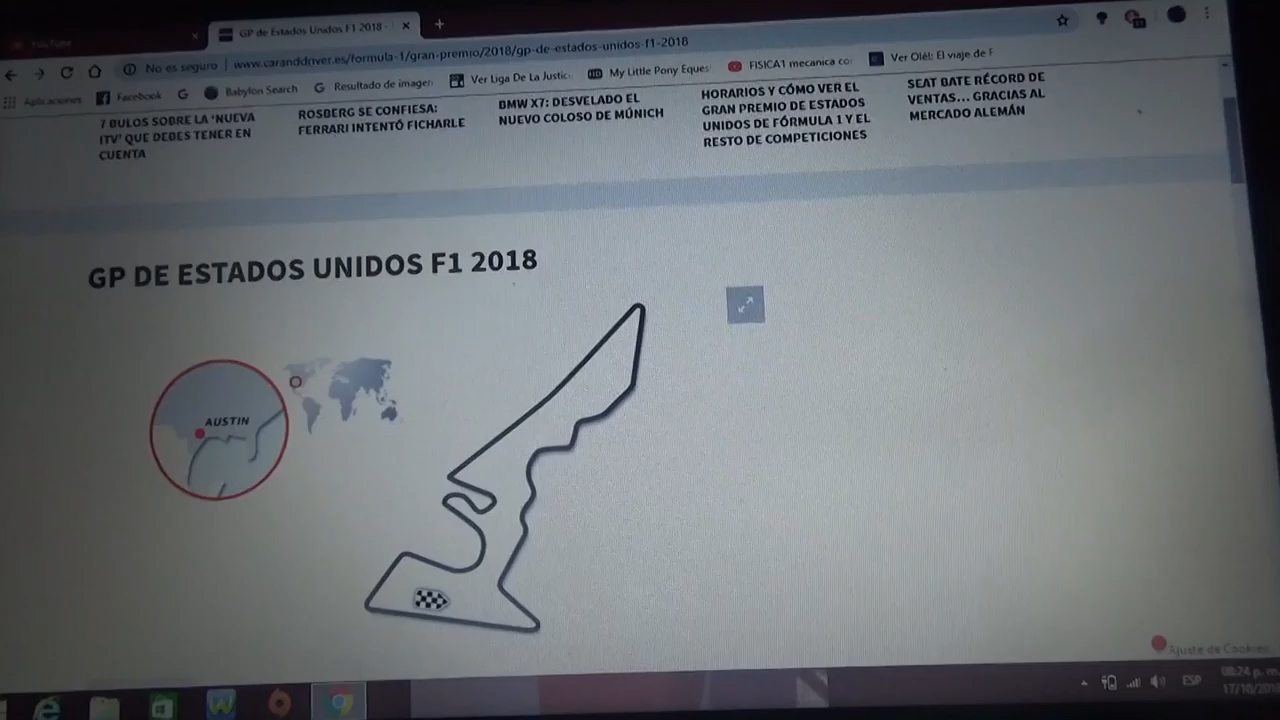 YouTube
GP de Estados Unidos F1 2018 -
No es seguro | www.caranddriver.es/formula-1/gran-premio/2018/gp-de-estados-unidos-f1-2018
Aplicaciones Facebook Babylon Search Resultado de imagen Ver Liga De La Justic My Little Pony Eques FISICA1 mecanica co Ver Olé!: El viaje de F
7 BULOS SOBRE LA 'NUEVA
ITV' QUE DEBES TENER EN
CUENTA
ROSBERG SE CONFIESA:
FERRARI INTENTÓ FICHARLE
BMW X7: DESVELADO EL
NUEVO COLOSO DE MÚNICH
HORARIOS Y CÓMO VER EL
GRAN PREMIO DE ESTADOS
UNIDOS DE FÓRMULA 1 Y EL
RESTO DE COMPETICIONES
SEAT BATE RÉCORD DE
VENTAS... GRACIAS AL
MERCADO ALEMÁN
GP DE ESTADOS UNIDOS F1 2018
AUSTIN
Ajuste de Cookies
ESP
08:24 p. m.